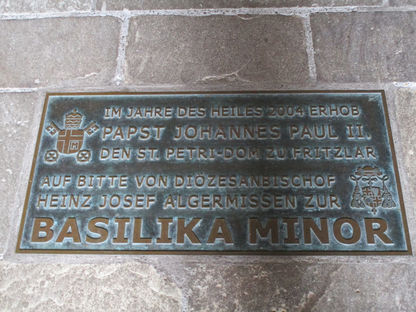 IM JAHRE DES HEILES 2004 ERHOB
PAPST JOHANNES PAUL II.
DEN ST. PETRI-DOM ZU FRITZLAR
AUF BITTE VON DIÖZESANBISCHOF
HEINZ JOSEF ALGERMISSEN ZUR
BASILIKA MINOR